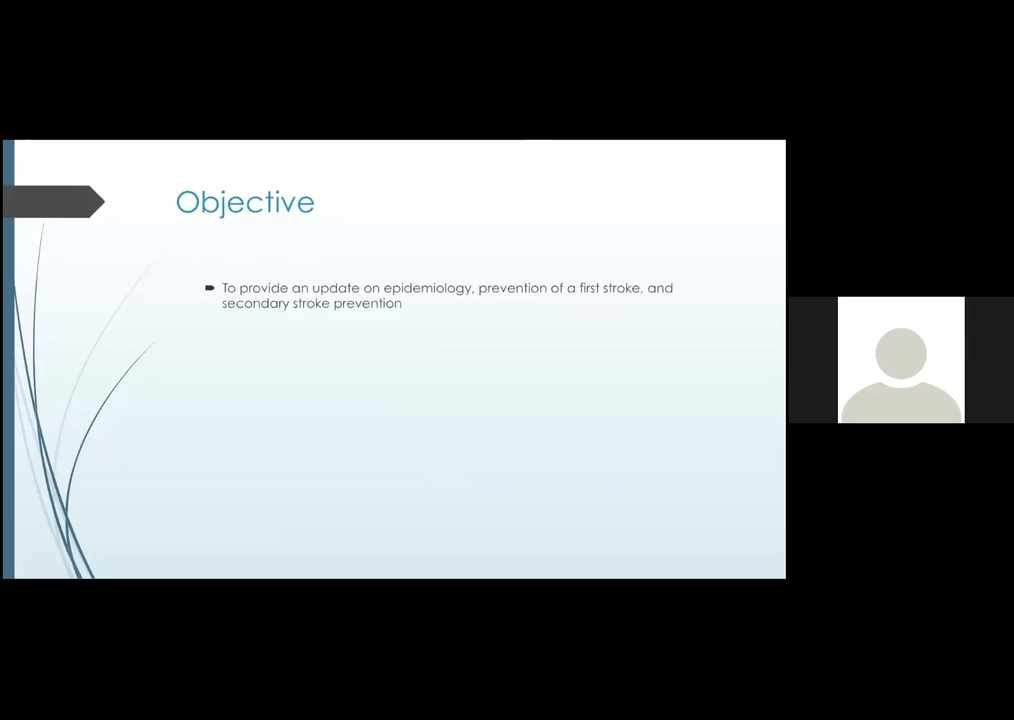 Objective
To provide an update on epidemiology, prevention of a first stroke, and
secondary stroke prevention